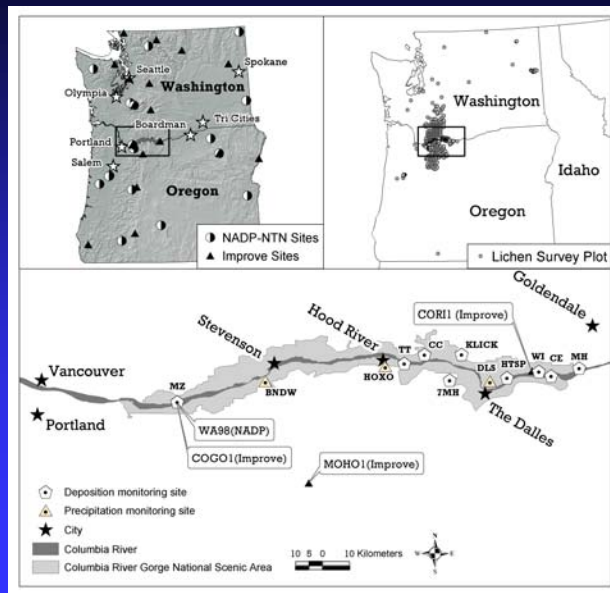 Seattle
Spokane
Olympia
Washington
Tri Cities
Boardman
Portland
Salem
Oregon
NADP-NTN Sites
Improve Sites
Washington
Idaho
Oregon
Lichen Survey Plot
Goldendale
CORI1 (Improve)
Hood River
Stevenson
TT
CC
KLICK
Vancouver
MZ
BNDW
HOXO
7MH
DLS
HTSP
WI
CE
MH
Portland
The Dalles
WA98(NADP)
COGO1(Improve)
MOHO1(Improve)
Deposition monitoring site
Precipitation monitoring site
City
Columbia River
Columbia River Gorge National Scenic Area
10 5 0 10 Kilometers